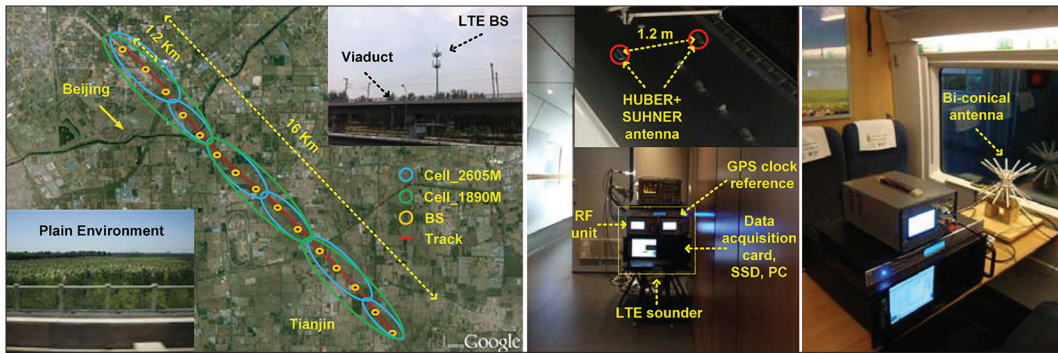 1.2 Km
LTE BS
Viaduct
Beijing
16 Km
Cell_2605M
Cell_1890M
BS
Track
Plain Environment
Tianjin
Google
1.2 m
HUBER+
SUHNER
antenna
GPS clock
reference
RF
unit
Data
acquisition
card,
SSD, PC
LTE sounder
Bi-conical
antenna